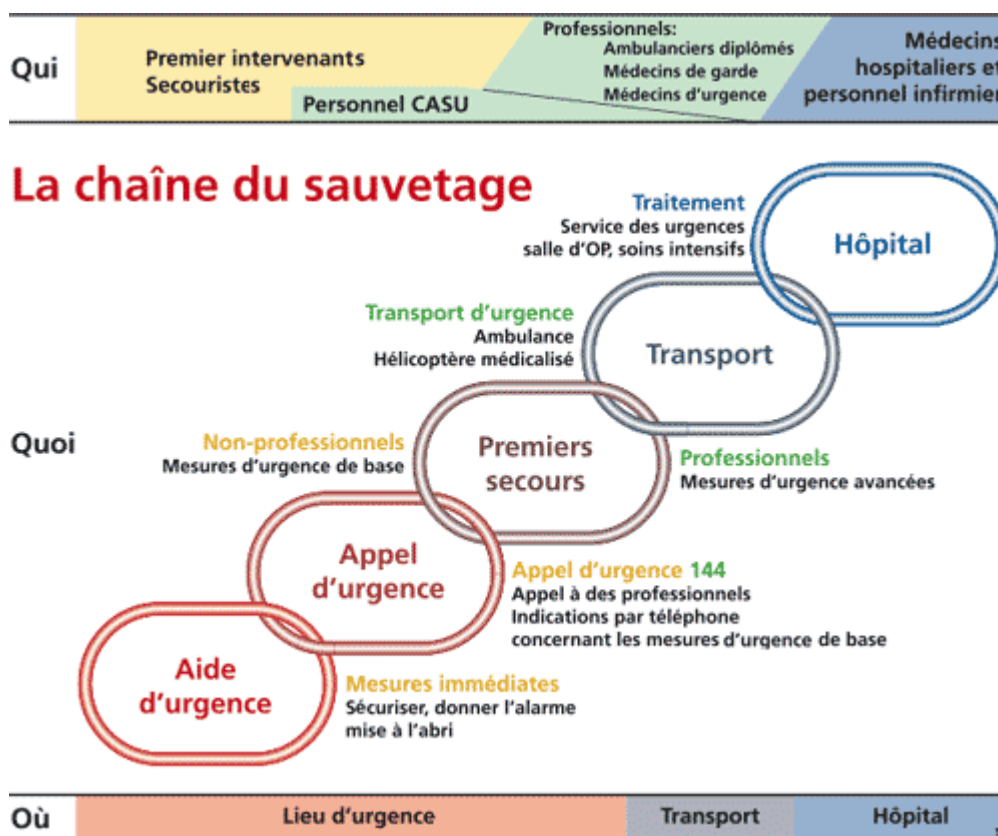 Qui
Premier intervenants
Secouristes
Personnel CASU
Professionnels:
Ambulanciers diplômés
Médecins de garde
Médecins d'urgence
Médecins
hospitaliers et
personnel infirmier
La chaîne du sauvetage
Traitement
Service des urgences
salle d'OP, soins intensifs
Hôpital
Transport d'urgence
Ambulance
Hélicoptère médicalisé
Transport
Quoi
Non-professionnels
Mesures d'urgence de base
Premiers
secours
Professionnels
Mesures d'urgence avancées
Appel
d'urgence
Appel d'urgence 144
Appel à des professionnels
Indications par téléphone
concernant les mesures d'urgence de base
Aide
d'urgence
Mesures immédiates
Sécuriser, donner l'alarme
mise à l'abri
Où
Lieu d'urgence
Transport
Hôpital